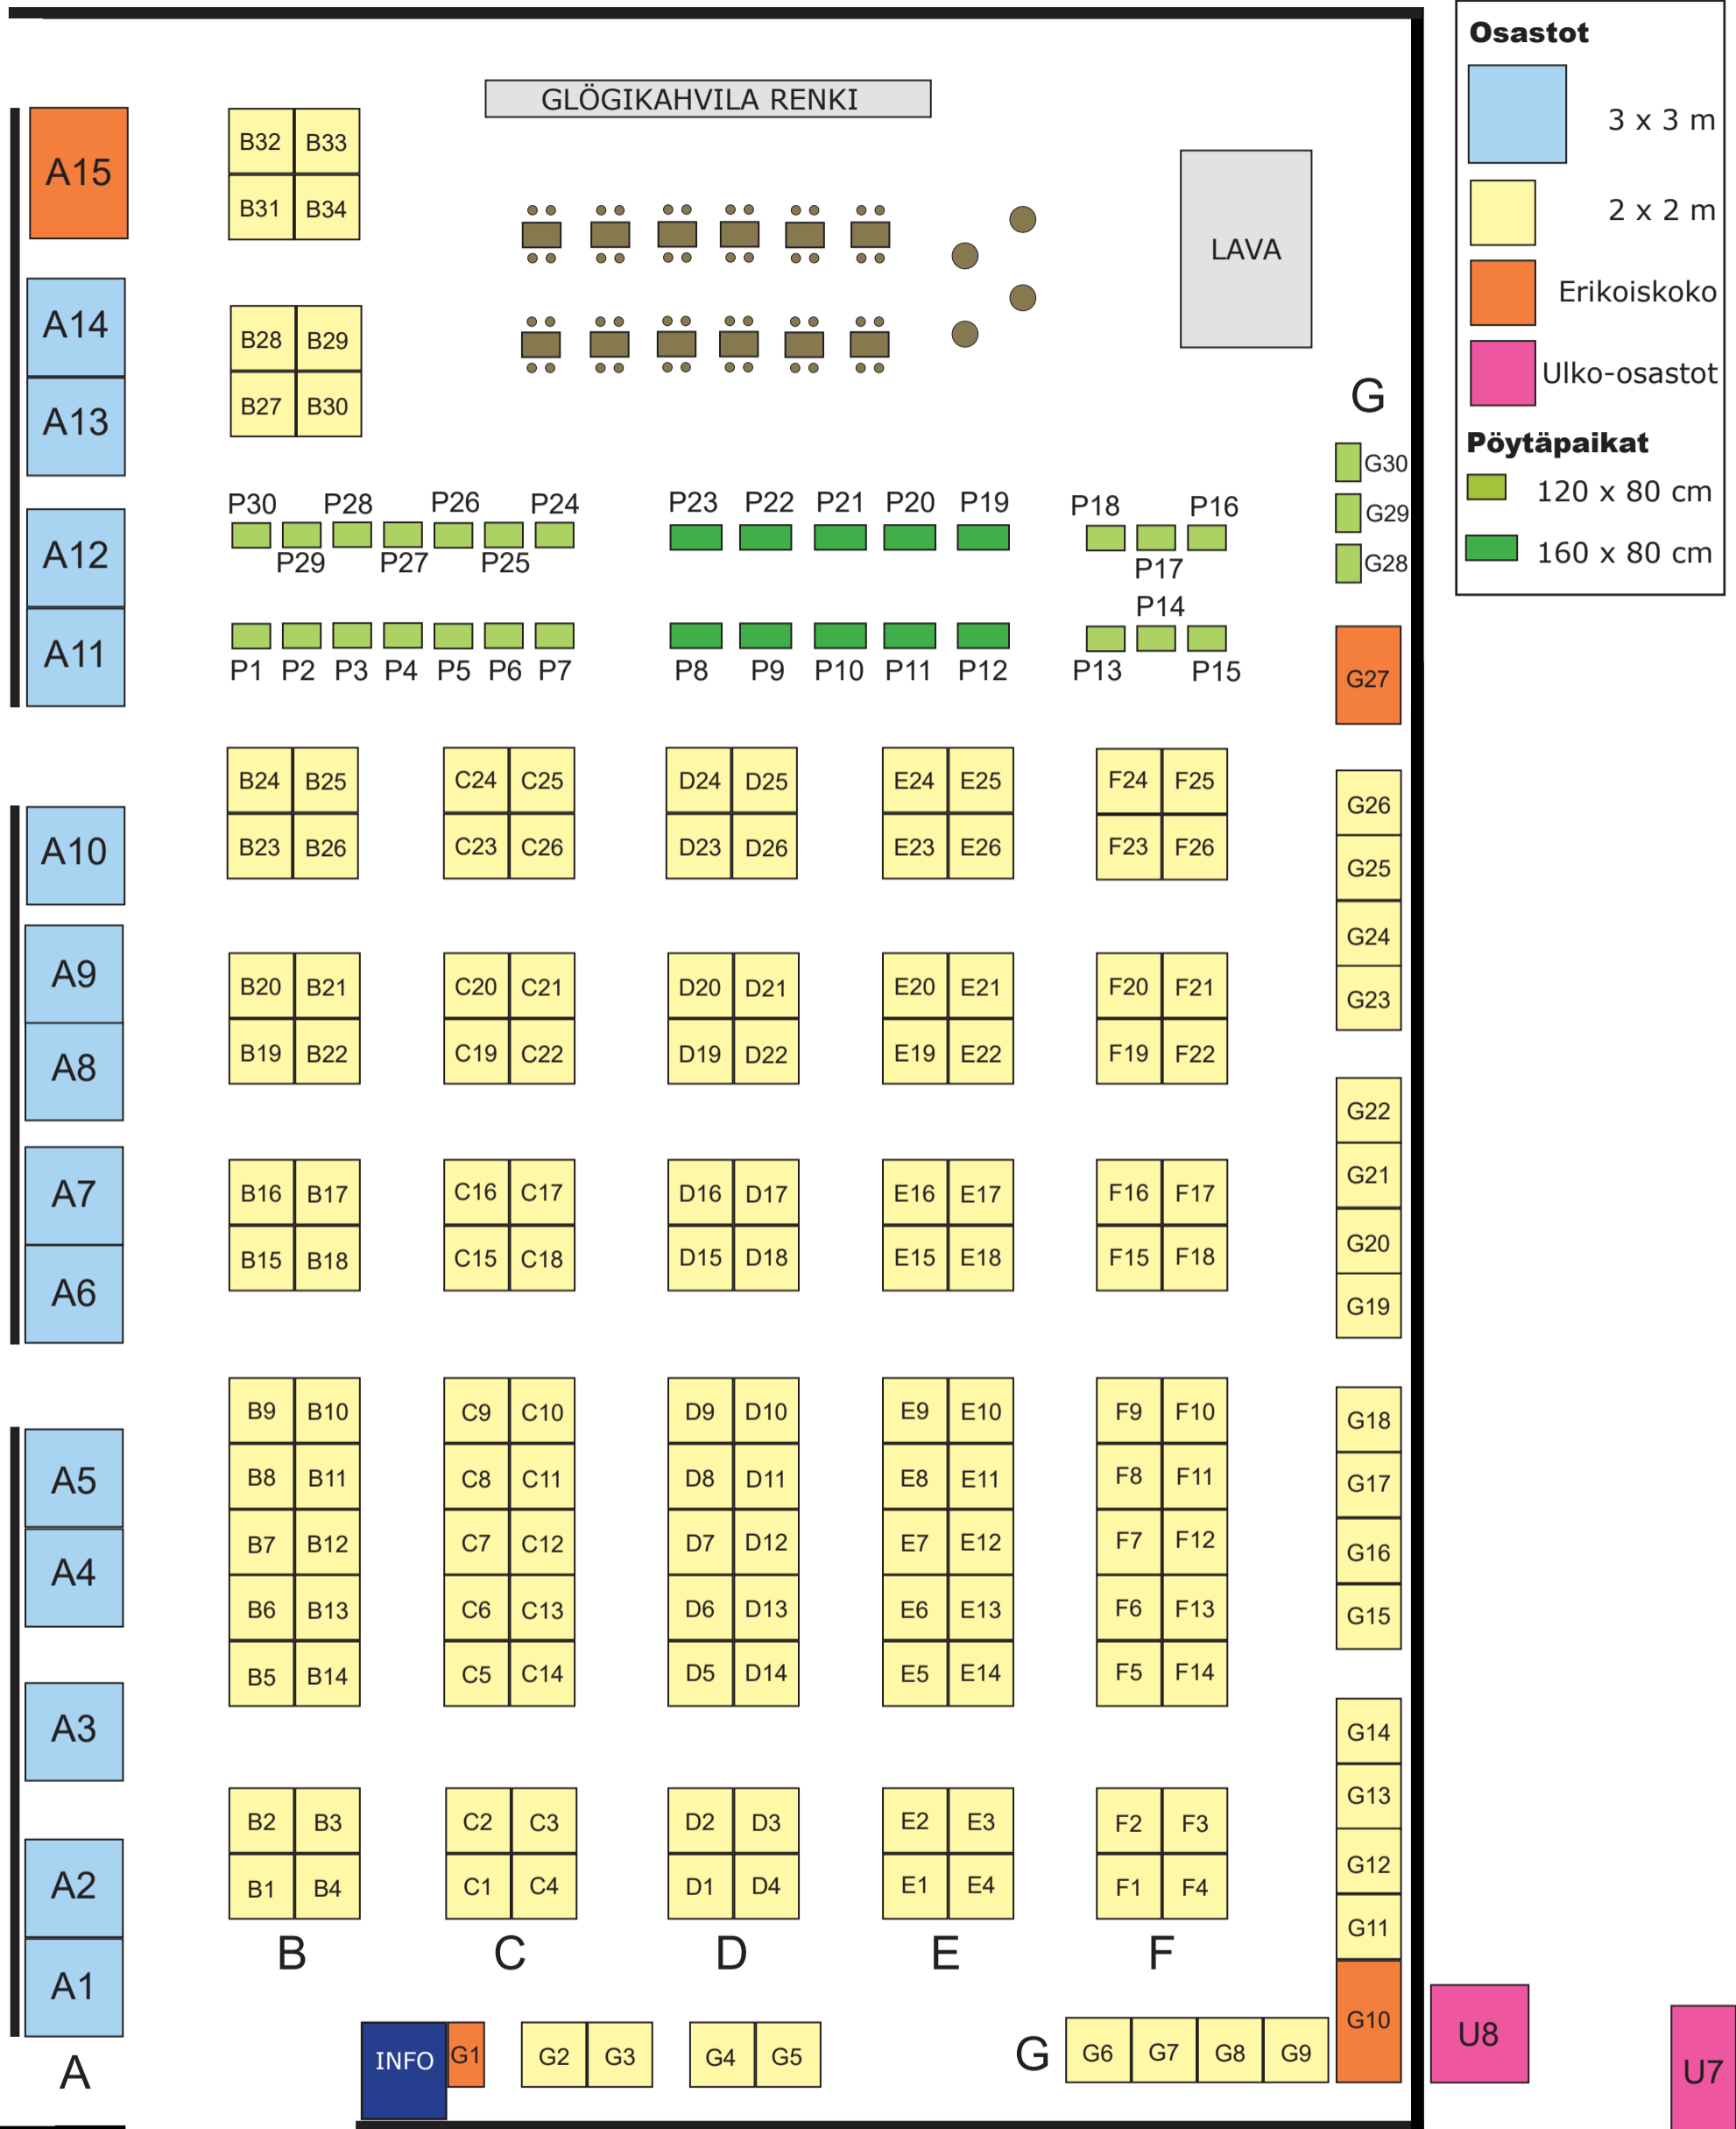 Osastot
3 x 3 m
2 x 2 m
Erikoiskoko
Ulko-osastot
Pöytäpaikat
120 x 80 cm
160 x 80 cm
GLÖGIKAHVILA RENKI
LAVA
A15
A14
A13
A12
A11
A10
A9
A8
A7
A6
A5
A4
A3
A2
A1
A
B32 B33
B31 B34
B28 B29
B27 B30
G
G30
G29
G28
P30 P28 P26 P24 P23 P22 P21 P20 P19 P18 P16
P29 P27 P25 P17
P14
P1 P2 P3 P4 P5 P6 P7 P8 P9 P10 P11 P12 P13 P15
G27
B24 B25 C24 C25 D24 D25 E24 E25 F24 F25
B23 B26 C23 C26 D23 D26 E23 E26 F23 F26
G26
G25
G24
G23
B20 B21 C20 C21 D20 D21 E20 E21 F20 F21
B19 B22 C19 C22 D19 D22 E19 E22 F19 F22
G22
G21
G20
G19
B16 B17 C16 C17 D16 D17 E16 E17 F16 F17
B15 B18 C15 C18 D15 D18 E15 E18 F15 F18
G18
G17
G16
G15
B9 B10 C9 C10 D9 D10 E9 E10 F9 F10
B8 B11 C8 C11 D8 D11 E8 E11 F8 F11
B7 B12 C7 C12 D7 D12 E7 E12 F7 F12
B6 B13 C6 C13 D6 D13 E6 E13 F6 F13
B5 B14 C5 C14 D5 D14 E5 E14 F5 F14
G14
G13
G12
G11
G10
B2 B3 C2 C3 D2 D3 E2 E3 F2 F3
B1 B4 C1 C4 D1 D4 E1 E4 F1 F4
B C D E F
INFO G1 G2 G3 G4 G5 G G6 G7 G8 G9
U8
U7